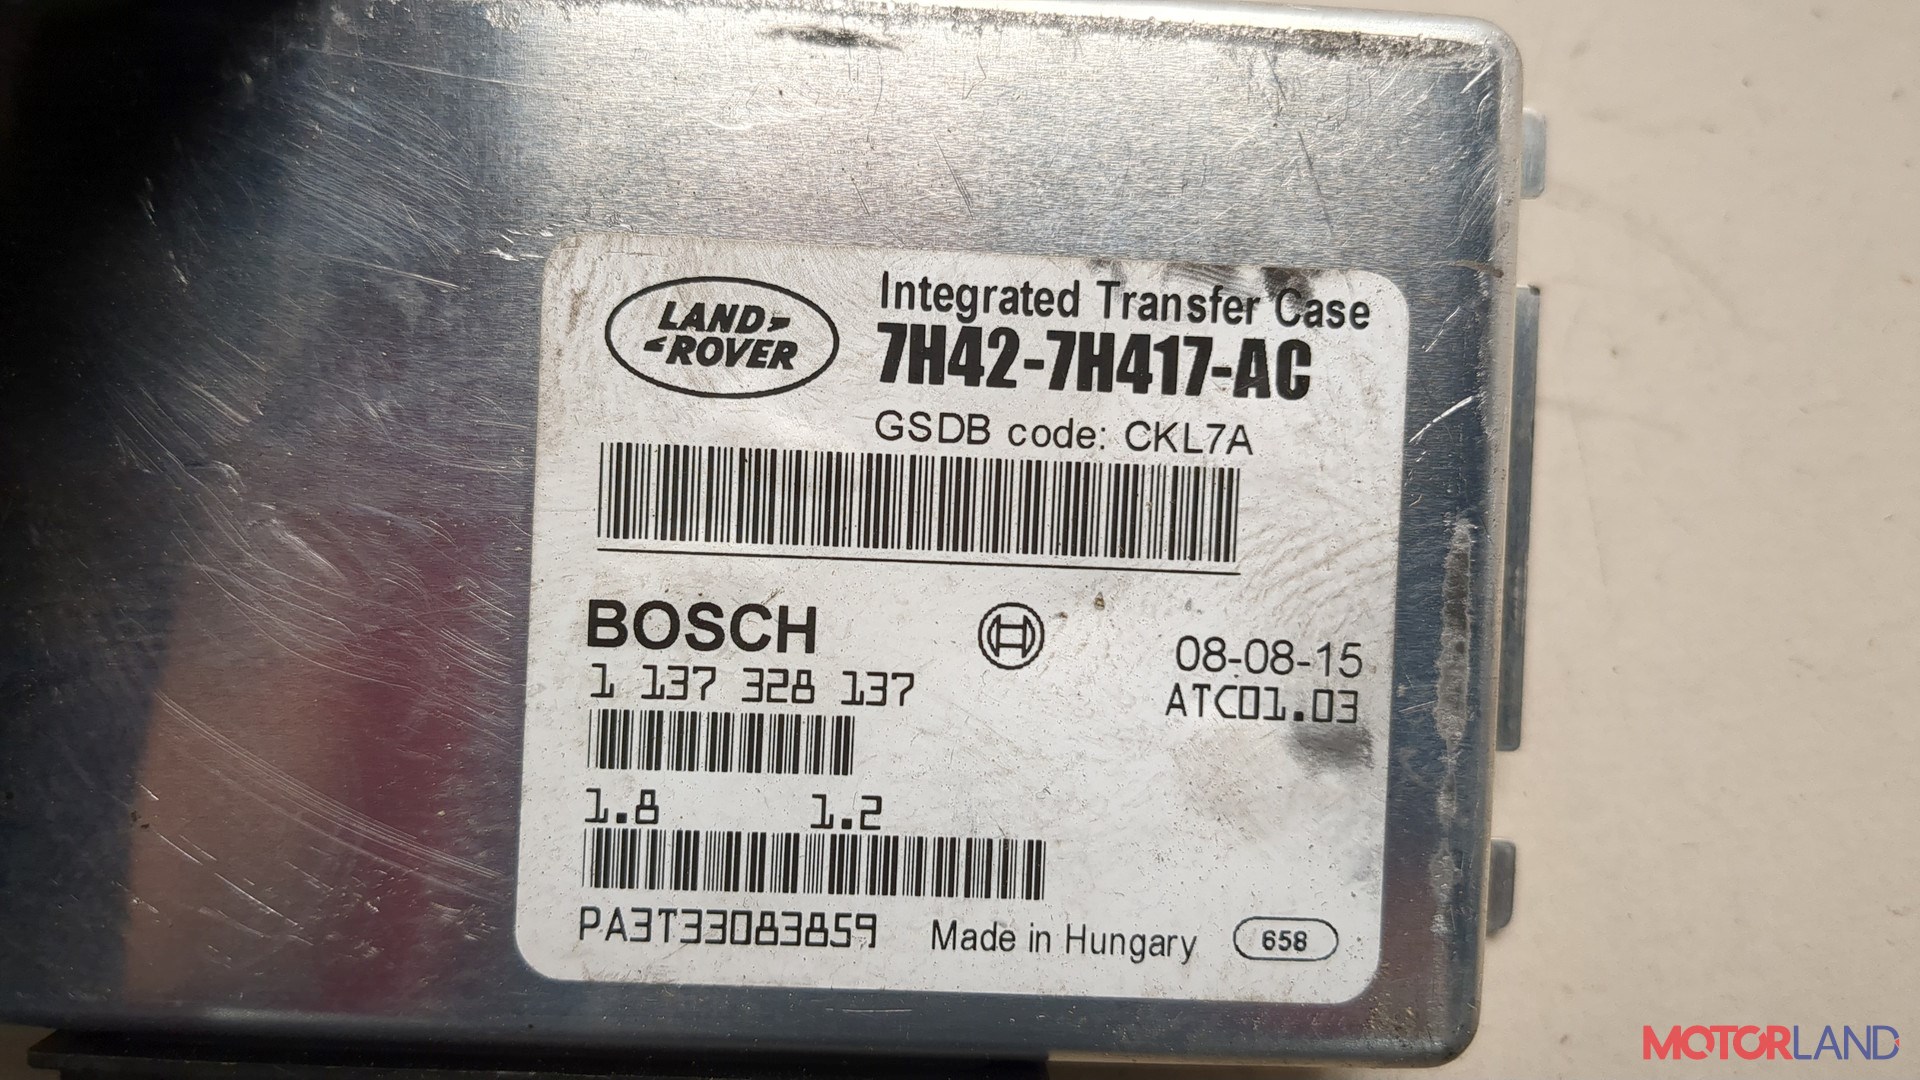 LAND
ROVER
Integrated Transfer Case
7H42-7H417-AC
GSDB code: CKL7A
BOSCH
1 137 328 137
08-08-15
ATC01.03
1.8 1.2
PA3T33083859
Made in Hungary
658
MOTORLAND